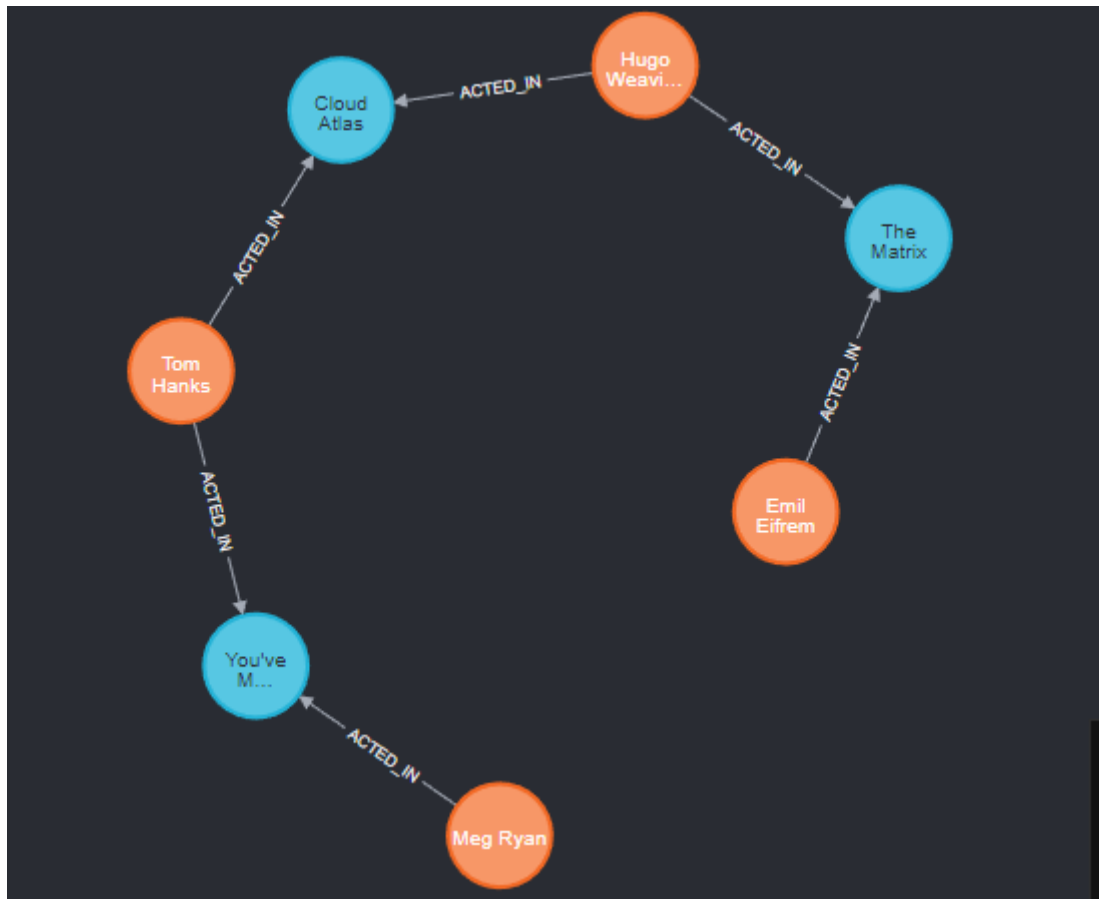 Hugo
Weavi...
ACTED_IN
Cloud
Atlas
ACTED_IN
The
Matrix
ACTED_IN
Tom
Hanks
ACTED_IN
ACTED_IN
Emil
Eifrem
You've
M...
ACTED_IN
Meg Ryan